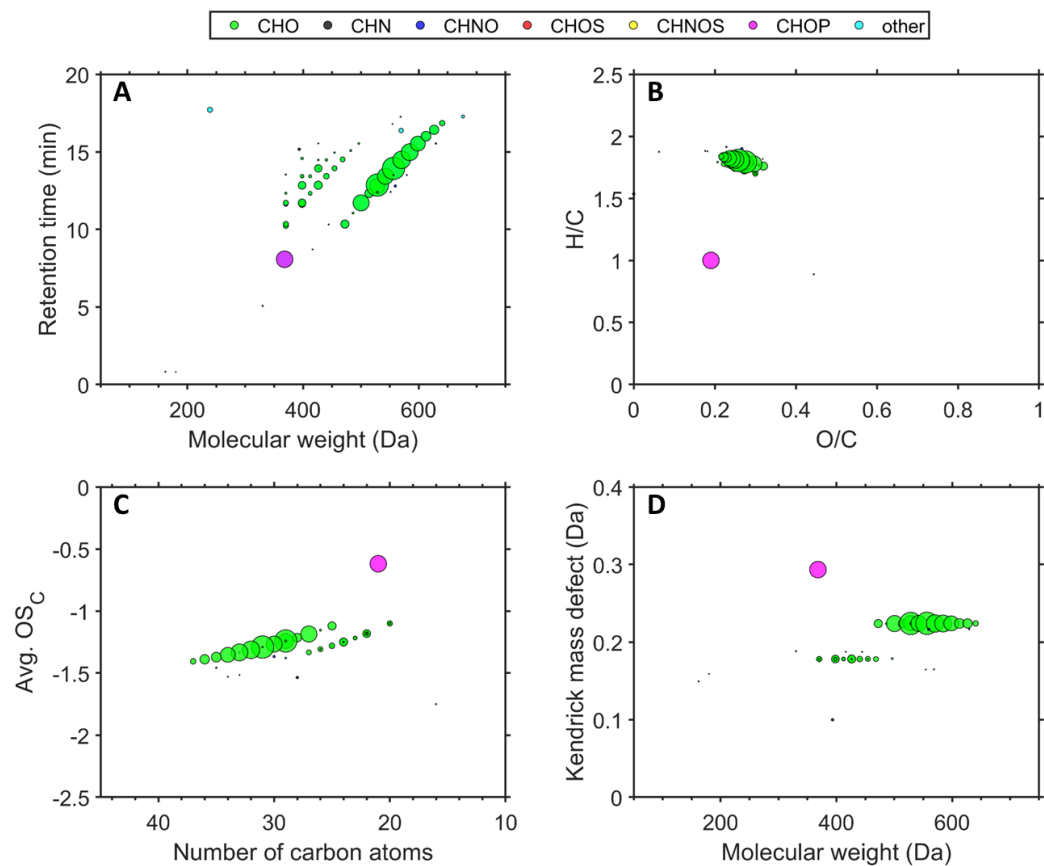 CHO CHN CHNO CHOS CHNOS CHOP other
A
20
15
10
5
0
Retention time (min)
200 400 600
Molecular weight (Da)
B
2.5
2
1.5
1
0.5
0
H/C
0 0.2 0.4 0.6 0.8 1
O/C
C
0
-0.5
-1
-1.5
-2
-2.5
Avg. OSC
40 30 20 10
Number of carbon atoms
D
0.4
0.3
0.2
0.1
0
Kendrick mass defect (Da)
200 400 600
Molecular weight (Da)